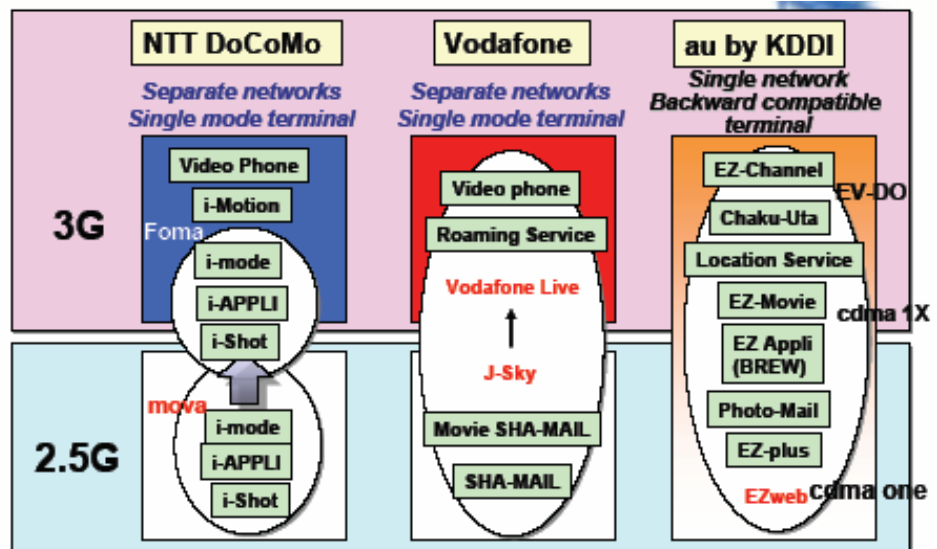 NTT DoCoMo
Separate networks
Single mode terminal
Vodafone
Separate networks
Single mode terminal
au by KDDI
Single network
Backward compatible
terminal
3G
Video Phone
i-Motion
Foma
i-mode
i-APPLI
i-Shot
Video phone
Roaming Service
Vodafone Live
J-Sky
EZ-Channel
EV-DO
Chaku-Uta
Location Service
EZ-Movie
cdma 1X
EZ Appli
(BREW)
2.5G
mova
i-mode
i-APPLI
i-Shot
Movie SHA-MAIL
SHA-MAIL
Photo-Mail
EZ-plus
EZweb
cdma one